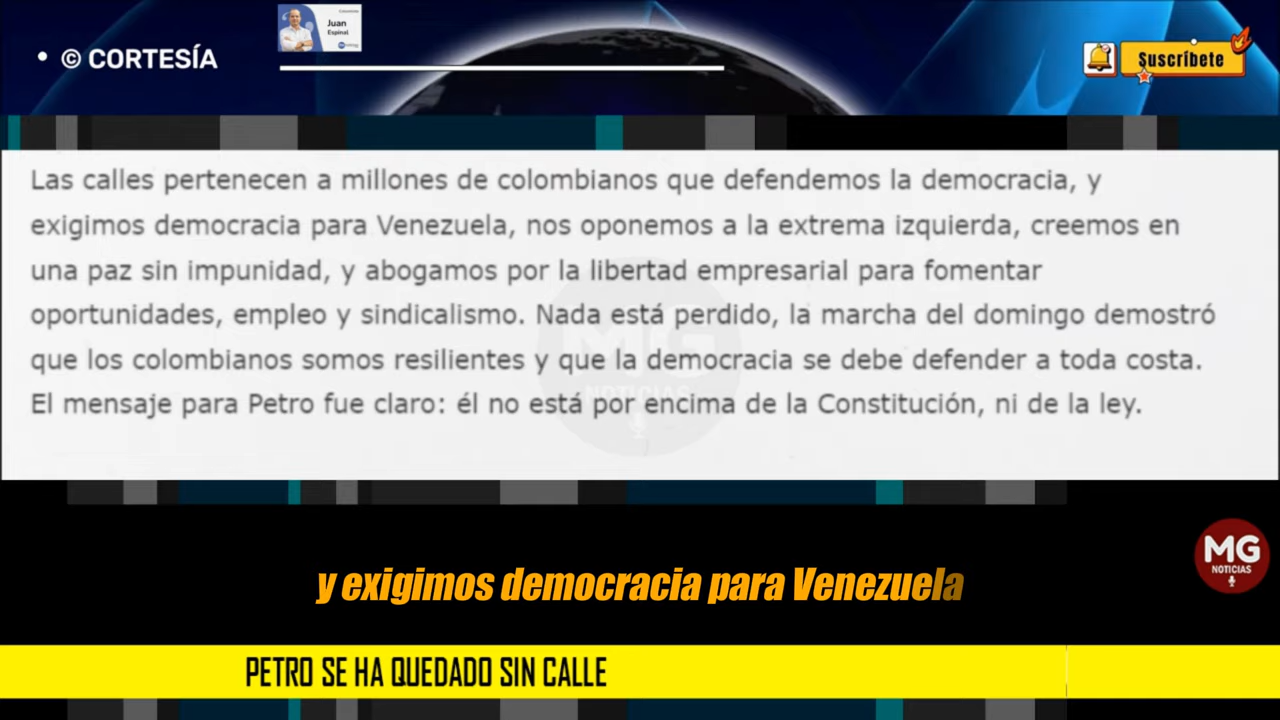 • © CORTESÍA
Juan
Espinal
Suscríbete
Las calles pertenecen a millones de colombianos que defendemos la democracia, y
exigimos democracia para Venezuela, nos oponemos a la extrema izquierda, creemos en
una paz sin impunidad, y abogamos por la libertad empresarial para fomentar
oportunidades, empleo y sindicalismo. Nada está perdido, la marcha del domingo demostró
que los colombianos somos resilientes y que la democracia se debe defender a toda costa.
El mensaje para Petro fue claro: él no está por encima de la Constitución, ni de la ley.
MG
NOTICIAS
MG
NOTICIAS
y exigimos democracia para Venezuela
PETRO SE HA QUEDADO SIN CALLE